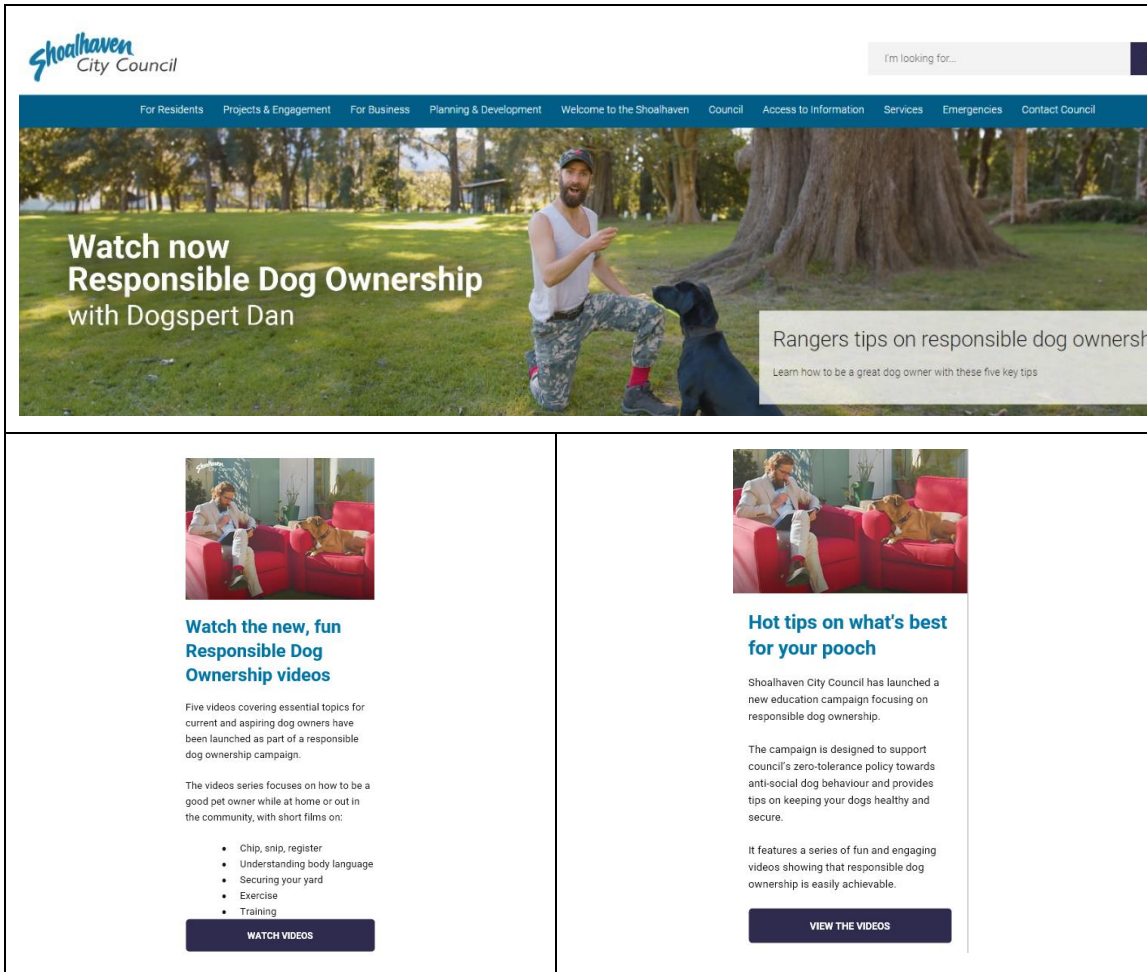 Shoalhaven
City Council
I'm looking for...
For Residents Projects & Engagement For Business Planning & Development Welcome to the Shoalhaven Council Access to Information Services Emergencies Contact Council
Watch now
Responsible Dog Ownership
with Dogspert Dan
Rangers tips on responsible dog ownersh
Learn how to be a great dog owner with these five key tips
Shoalhaven
City Council
Watch the new, fun
Responsible Dog
Ownership videos
Five videos covering essential topics for
current and aspiring dog owners have
been launched as part of a responsible
dog ownership campaign.
The videos series focuses on how to be a
good pet owner while at home or out in
the community, with short films on:
• Chip, snip, register
• Understanding body language
• Securing your yard
• Exercise
• Training
WATCH VIDEOS
Hot tips on what's best
for your pooch
Shoalhaven City Council has launched a
new education campaign focusing on
responsible dog ownership.
The campaign is designed to support
council's zero-tolerance policy towards
anti-social dog behaviour and provides
tips on keeping your dogs healthy and
secure.
It features a series of fun and engaging
videos showing that responsible dog
ownership is easily achievable.
VIEW THE VIDEOS